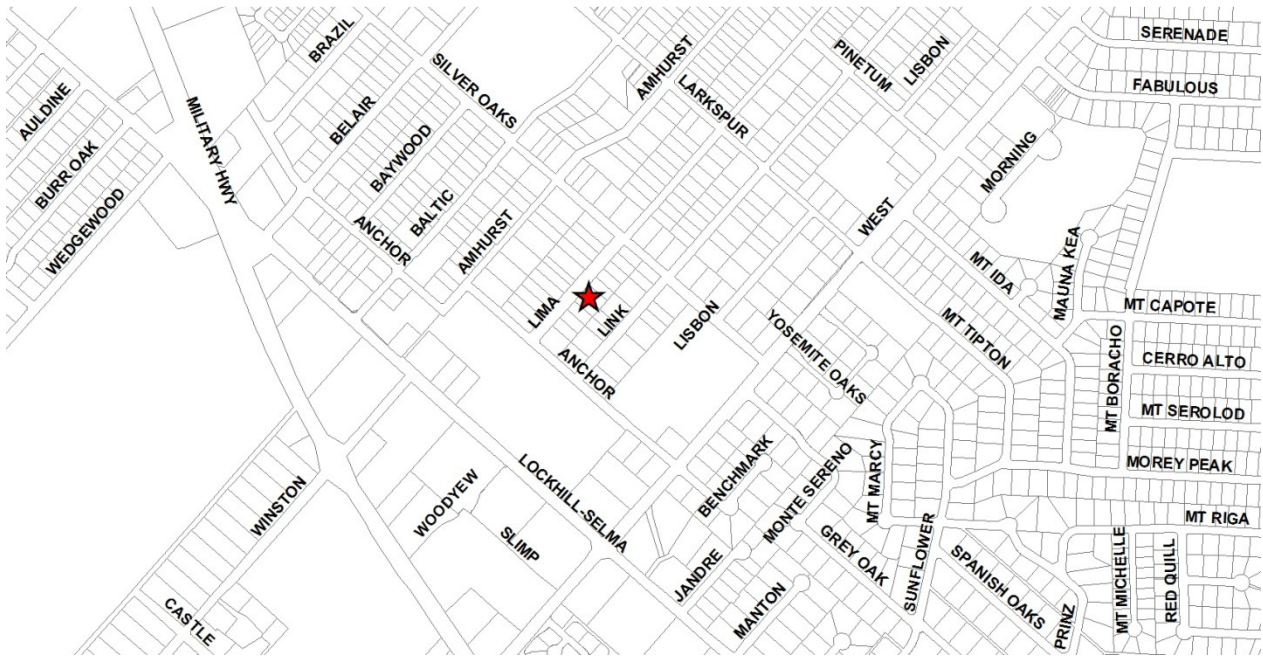 SERENADE
BRAZIL
AMHURST
PINETUM
LISBON
SILVER OAKS
FABULOUS
AULDINE
MILITARY HWY
BELAIR
LARKSPUR
BURR OAK
BAYWOOD
MORNING
WEDGEWOOD
BALTIC
WEST
ANCHOR
AMHURST
MT IDA
MAUNA KEA
LIMA
LINK
LISBON
MT CAPOTE
YOSEMITE OAKS
MT TIPTON
ANCHOR
CERRO ALTO
MT BORACHO
MT SEROLOD
BENCHMARK
MT MARCY
MOREY PEAK
WINSTON
WOODYEW
LOCKHILL-SELMA
MONTE SERENO
MT RIGA
SLIMP
GREY OAK
SUNFLOWER
JANDRE
SPANISH OAKS
MT MICHELLE
RED QUILL
CASTLE
MANTON
PRINZ